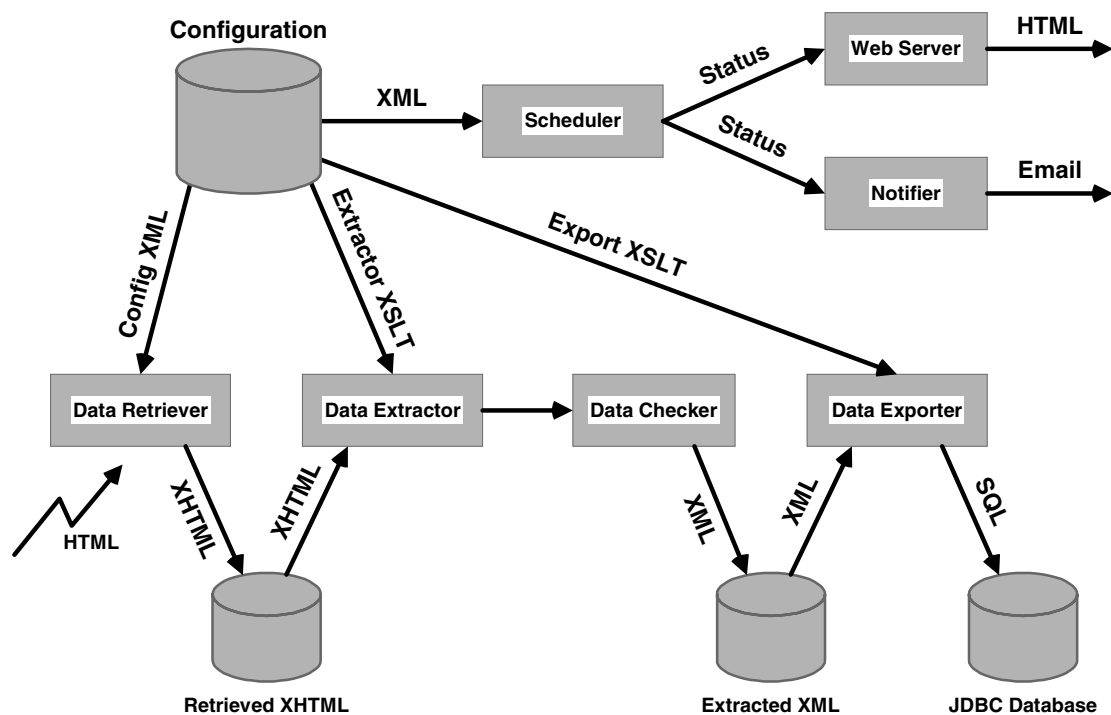 Configuration
HTML
Web Server
Status
XML
Scheduler
Status
Email
Notifier
Config XML
Extractor XSLT
Export XSLT
Data Retriever
Data Extractor
Data Checker
Data Exporter
HTML
XHTML
XHTML
XML
XML
SQL
Retrieved XHTML
Extracted XML
JDBC Database